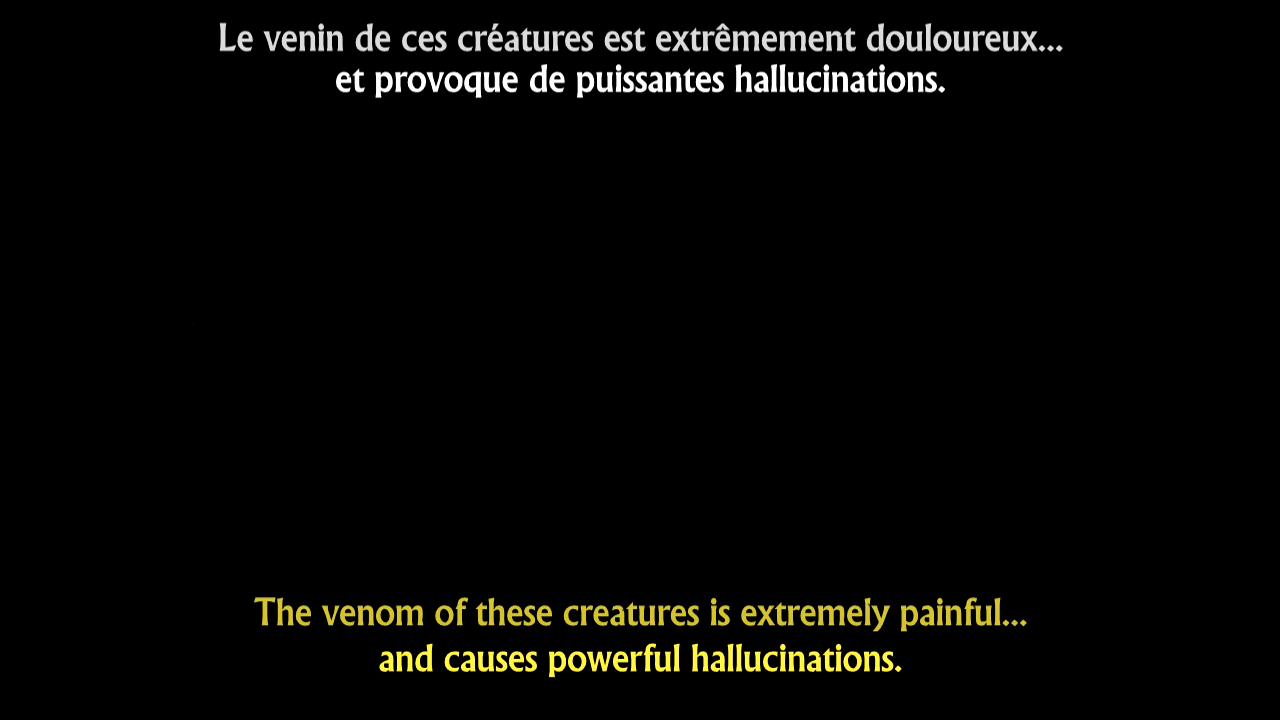 Le venin de ces créatures est extrêmement douloureux...
et provoque de puissantes hallucinations.
The venom of these creatures is extremely painful...
and causes powerful hallucinations.